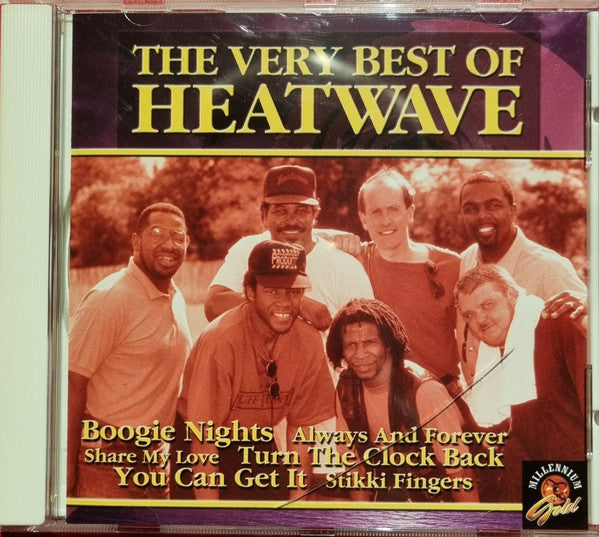 THE VERY BEST OF
HEATWAVE
Boogie Nights Always And Forever
Share My Love Turn The Clock Back
You Can Get It Stikki Fingers
MILLENNIUM
Gold